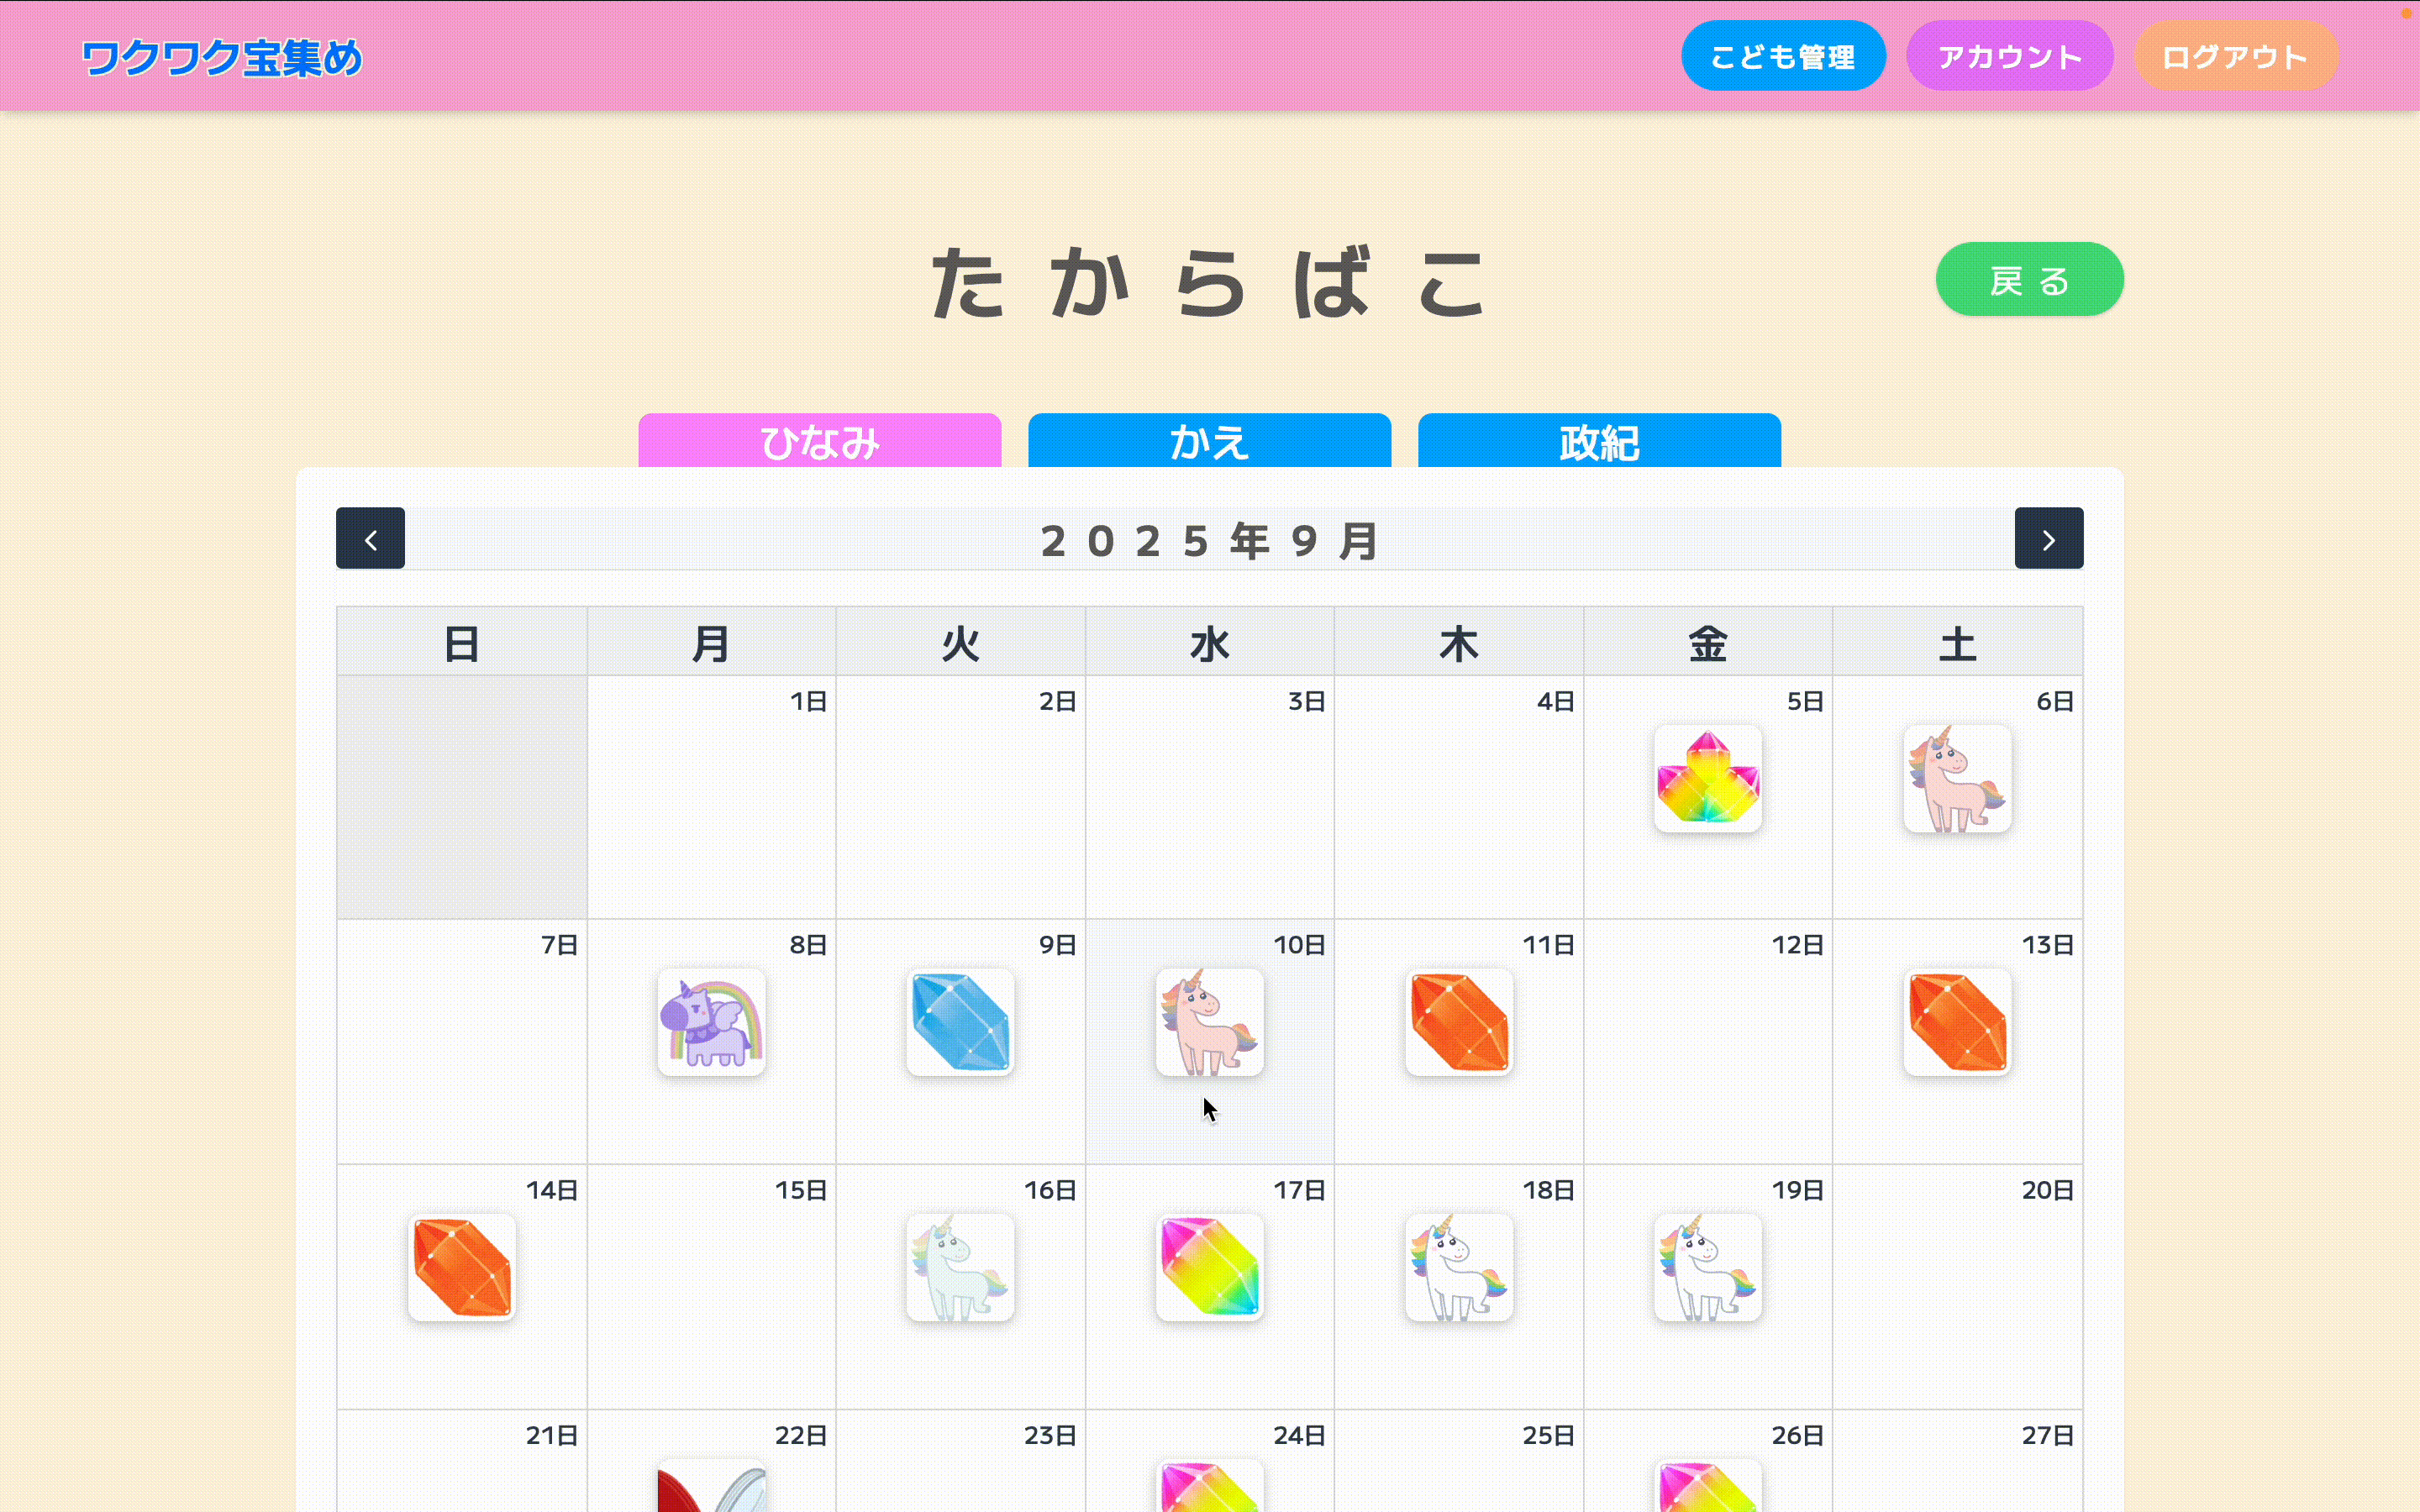 ワクワク宝集め
こども管理 アカウント ログアウト
たからばこ
戻る
ひなみ かえ 政紀
2025年9月
日 月 火 水 木 金 土
1日 2日 3日 4日 5日 6日
7日 8日 9日 10日 11日 12日 13日
14日 15日 16日 17日 18日 19日 20日
21日 22日 23日 24日 25日 26日 27日